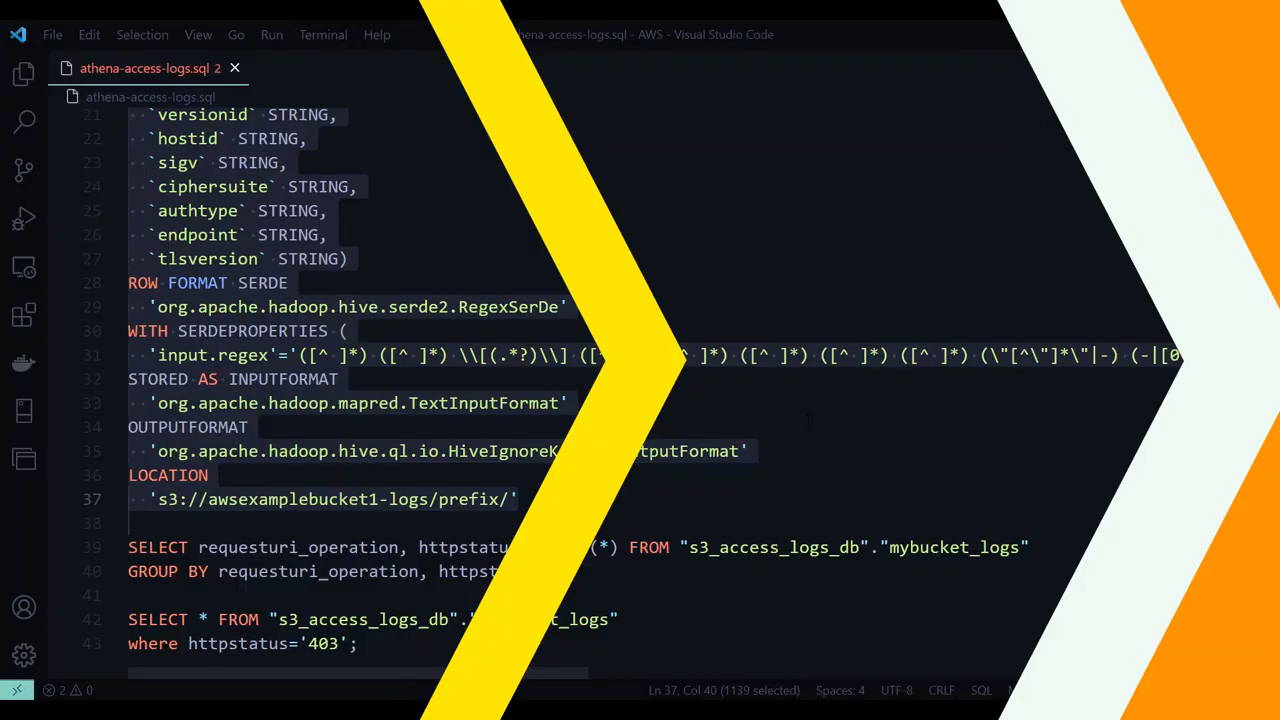 File Edit Selection View Go Run Terminal Help
athena-access-logs.sql - AWS - Visual Studio Code
athena-access-logs.sql 2
athena-access-logs.sql
21 `versionid` STRING,
22 `hostid` STRING,
23 `sigv` STRING,
24 `ciphersuite` STRING,
25 `authtype` STRING,
26 `endpoint` STRING,
27 `tlsversion` STRING)
28 ROW FORMAT SERDE
29 'org.apache.hadoop.hive.serde2.RegexSerDe'
30 WITH SERDEPROPERTIES (
31 'input.regex'='([^ ]*) ([^ ]*) \\[(.*?)\\] ([ ^ ]*) ([^ ]*) ([^ ]*) ([^ ]*) (\"[^\"]*\"|-) (-|[0
32 STORED AS INPUTFORMAT
33 'org.apache.hadoop.mapred.TextInputFormat'
34 OUTPUTFORMAT
35 'org.apache.hadoop.hive.ql.io.HiveIgnoreK tputFormat'
36 LOCATION
37 's3://awsexamplebucket1-logs/prefix/'
38
39 SELECT requesturi_operation, httpstatu (*) FROM "s3_access_logs_db"."mybucket_logs"
40 GROUP BY requesturi_operation, httpst
41
42 SELECT * FROM "s3_access_logs_db". t_logs"
43 where httpstatus='403';
2 0 Ln 37, Col 40 (1139 selected) Spaces: 4 UTF-8 CRLF SQL